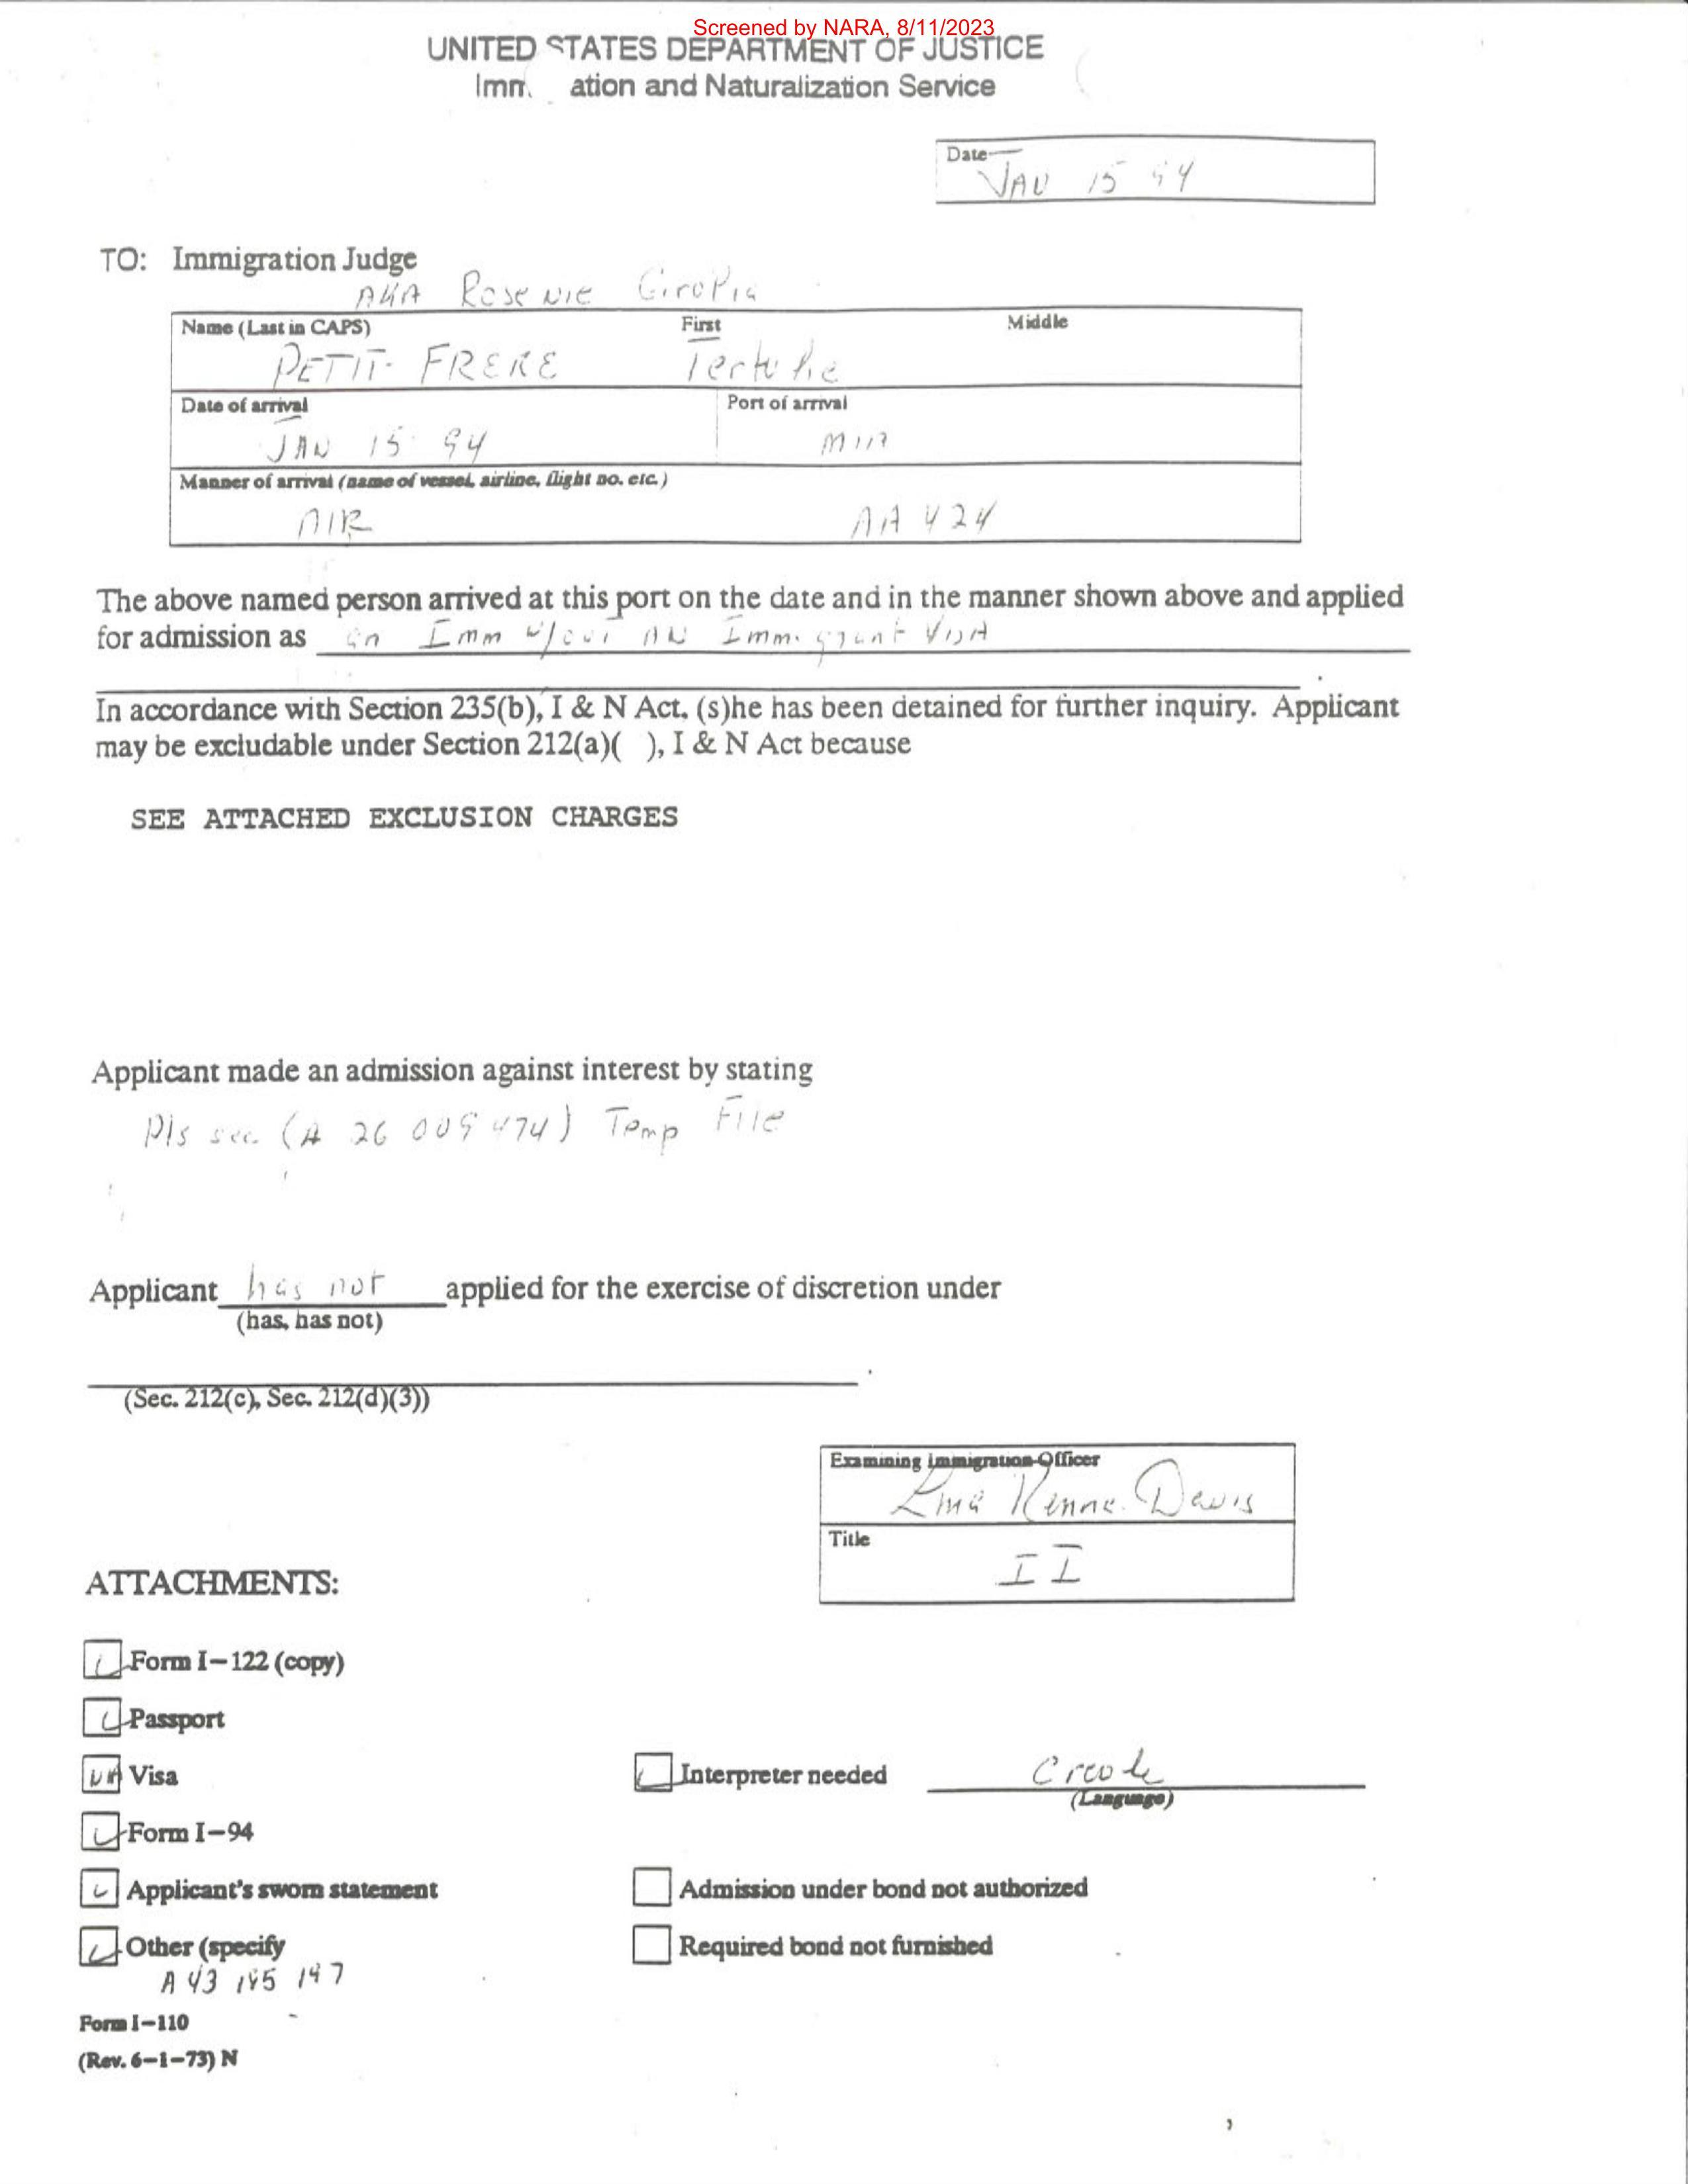 Screened by NARA, 8/11/2023
UNITED STATES DEPARTMENT OF JUSTICE
Imm  ation and Naturalization Service
Date
JAN 15 94
TO: Immigration Judge
AKA Rosenie
Name (Last in CAPS) First Middle
PETIT-FRERE
Date of arrival Port of arrival
JAN 15 94 MIA
Manner of arrival (name of vessel, airline, flight no. etc.)
AIR AA 424
The above named person arrived at this port on the date and in the manner shown above and applied
for admission as an Imm w/out AN Immigrant VISA
In accordance with Section 235(b), I & N Act, (s)he has been detained for further inquiry. Applicant
may be excludable under Section 212(a)( ), I & N Act because
SEE ATTACHED EXCLUSION CHARGES
Applicant made an admission against interest by stating
Pls see (A 26 009 474) Temp File
Applicant has not applied for the exercise of discretion under
(has, has not)
(Sec. 212(c), Sec. 212(d)(3))
Examining Immigration Officer
Davis
Title
II
ATTACHMENTS:
Form I-122 (copy)
Passport
NA Visa
Interpreter needed Creole
(Language)
Form I-94
Applicant's sworn statement
Admission under bond not authorized
Other (specify
Required bond not furnished
A 43
Form I-110
(Rev. 6-1-73) N